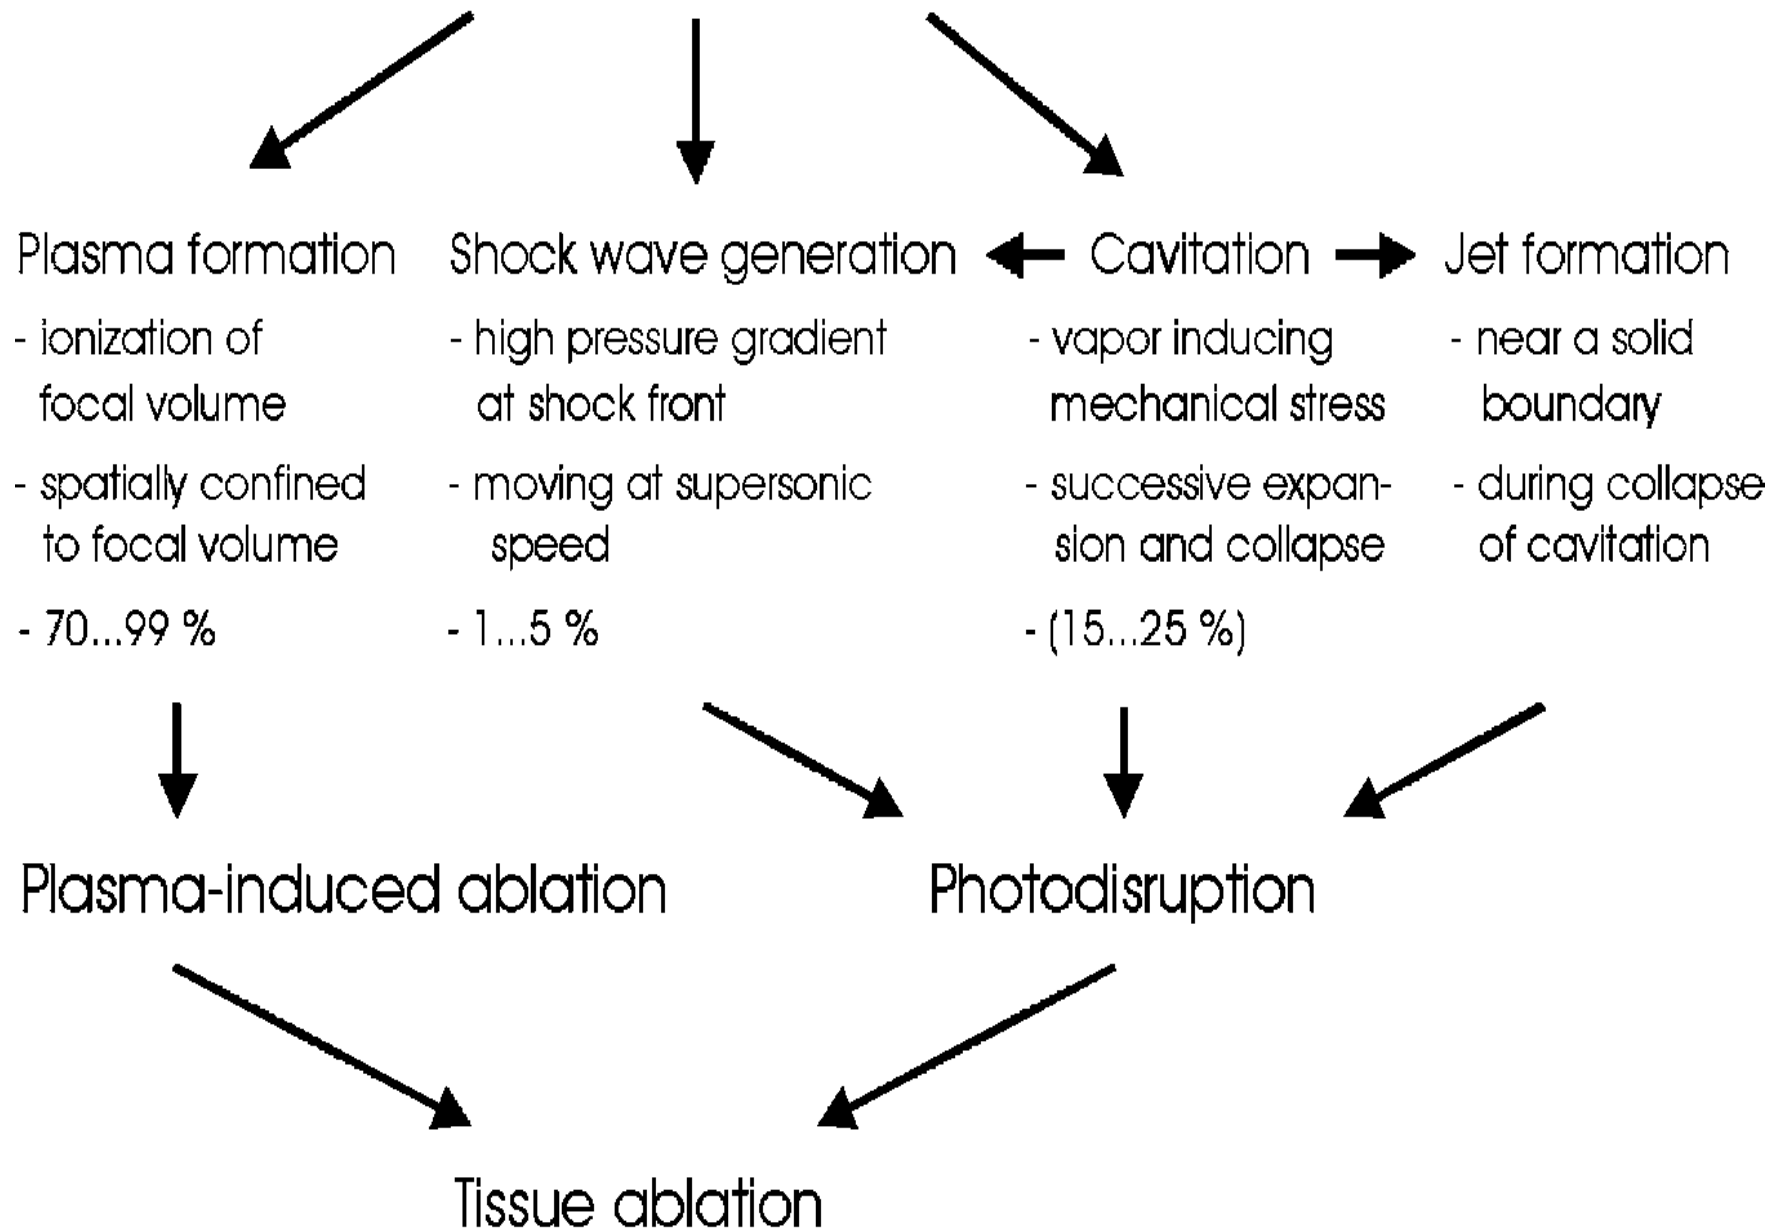 Plasma formation
Shock wave generation
Cavitation
Jet formation
- ionization of
focal volume
- spatially confined
to focal volume
- 70...99 %
- high pressure gradient
at shock front
- moving at supersonic
speed
- 1...5 %
- vapor inducing
mechanical stress
- successive expan-
sion and collapse
- (15...25 %)
- near a solid
boundary
- during collapse
of cavitation
Plasma-induced ablation
Photodisruption
Tissue ablation